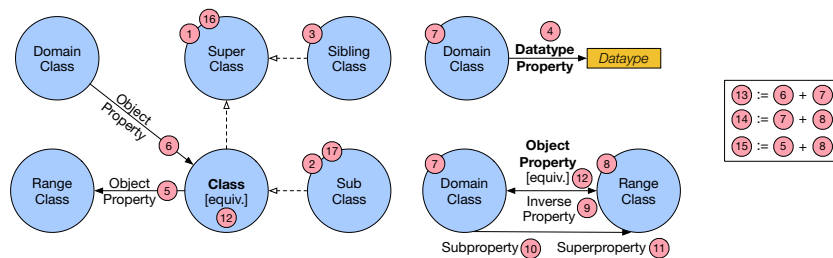 1
16
3
7
4
Domain
Class
Super
Class
Sibling
Class
Domain
Class
Datatype
Property
Dataype
Object
Property
6
13 := 6 + 7
14 := 7 + 8
15 := 5 + 8
Range
Class
Object
Property
5
Class
[equiv.]
12
2
17
Sub
Class
7
Domain
Class
Object
Property
[equiv.] 12
Inverse
Property
9
8
Range
Class
Subproperty 10
Superproperty 11